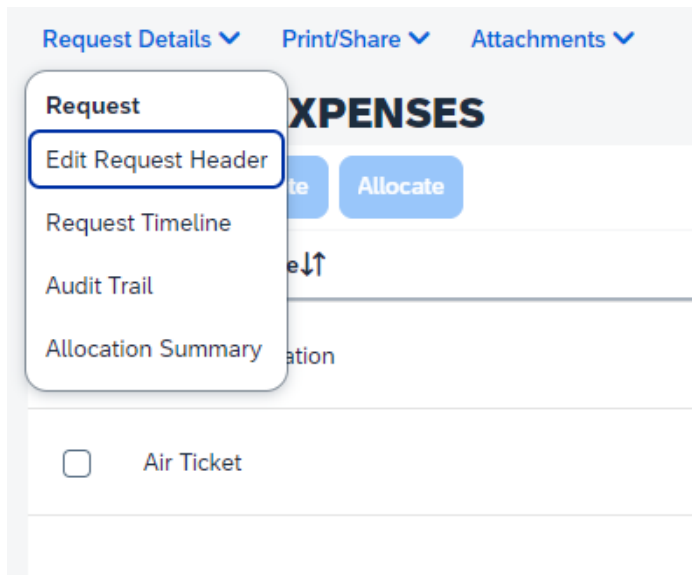 Request Details Print/Share Attachments
Request
XPENSES
Edit Request Header
Allocate
Request Timeline
Audit Trail
Allocation Summary
ation
Air Ticket